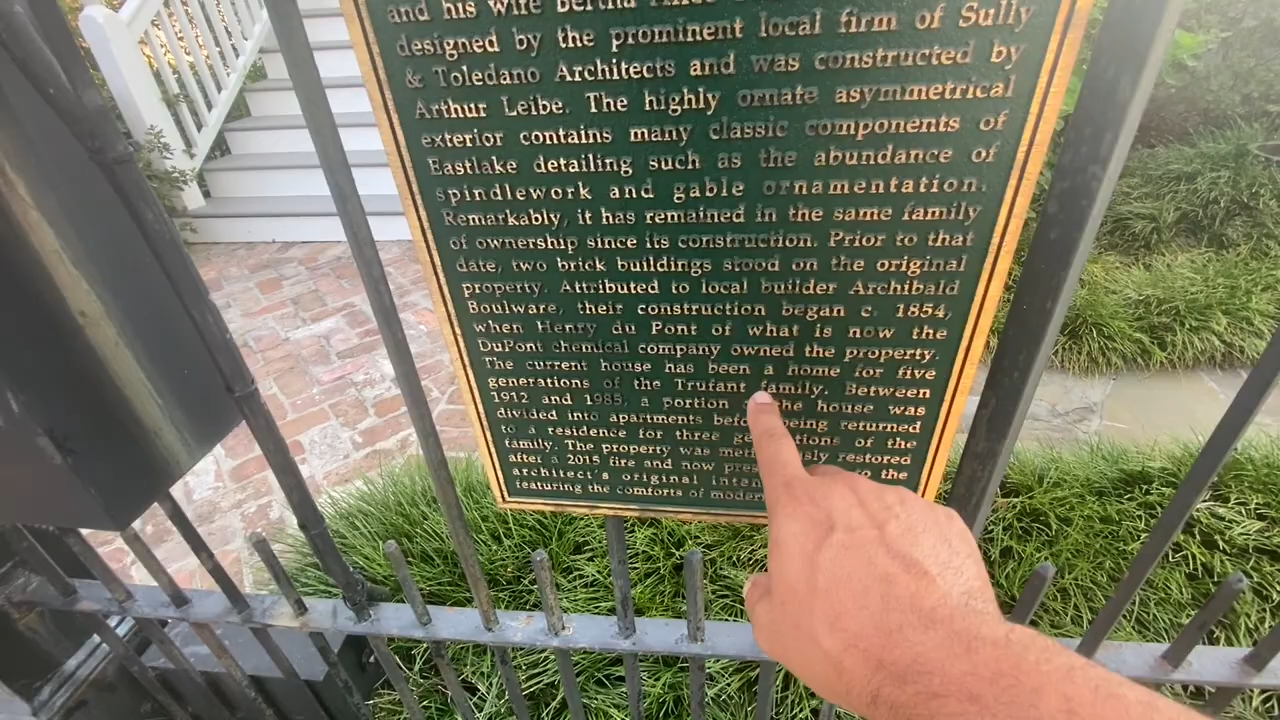 and his wife Bertha
designed by the prominent local firm of Sully
& Toledano Architects and was constructed by
Arthur Leibe. The highly ornate asymmetrical
exterior contains many classic components of
Eastlake detailing such as the abundance of
spindlework and gable ornamentation.
Remarkably, it has remained in the same family
of ownership since its construction. Prior to that
date, two brick buildings stood on the original
property. Attributed to local builder Archibald
Boulware, their construction began c. 1854,
when Henry du Pont of what is now the
DuPont chemical company owned the property.
The current house has been a home for five
generations of the Trufant family. Between
1912 and 1985, a portion the house was
divided into apartments being returned
to a residence for three of the
family. The property was restored
after a 2015 fire and now the
architect's original
featuring the comforts of